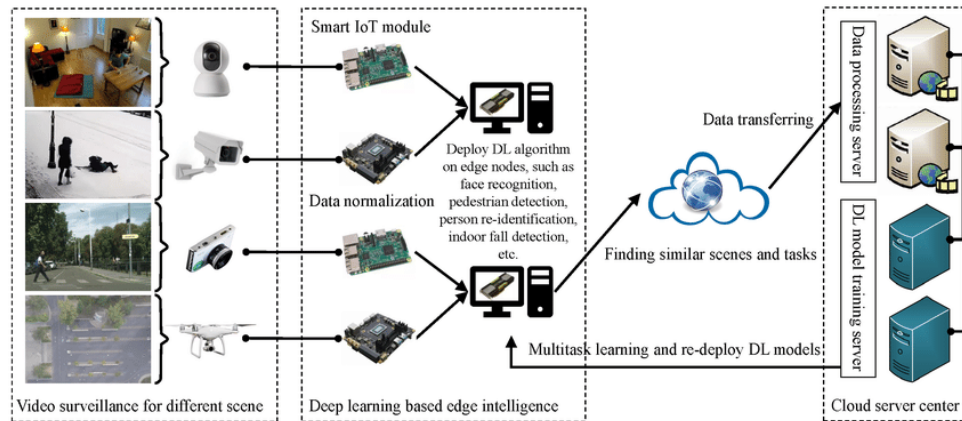 Smart IoT module
Data normalization
Deploy DL algorithm
on edge nodes, such as
face recognition,
pedestrian detection,
person re-identification,
indoor fall detection,
etc.
Data transferring
Finding similar scenes and tasks
Multitask learning and re-deploy DL models
Data processing server
DL model training server
Video surveillance for different scene
Deep learning based edge intelligence
Cloud server center